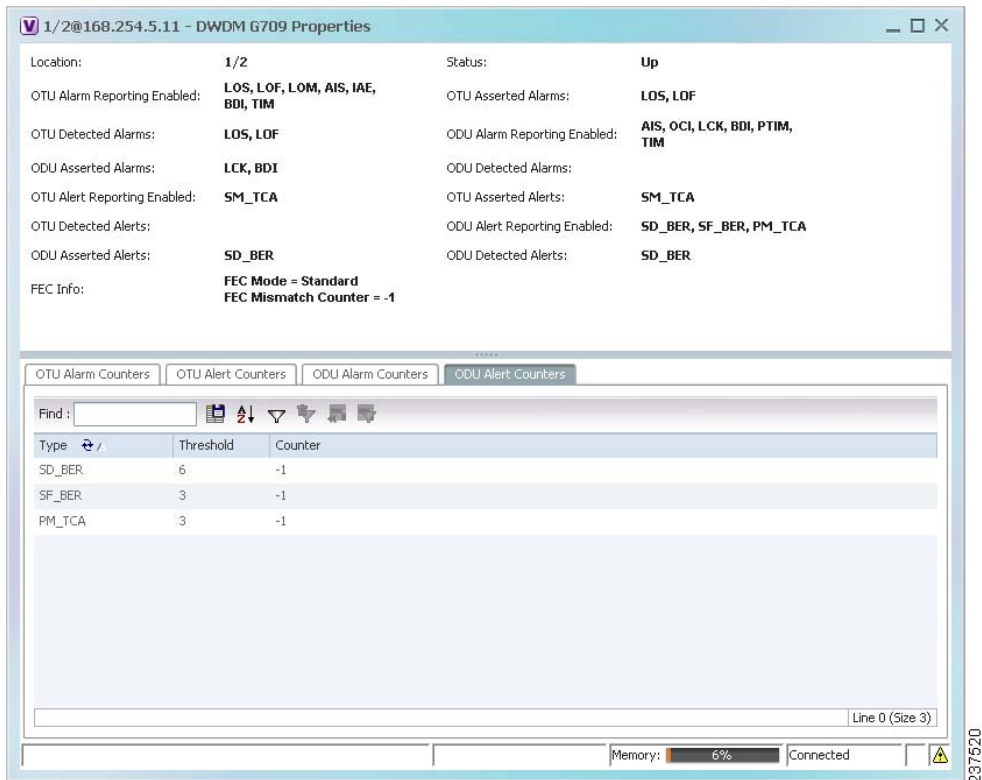 1/2@168.254.5.11 - DWDM G709 Properties
Location: 1/2 Status: Up
OTU Alarm Reporting Enabled: LOS, LOF, LOM, AIS, IAE, BDI, TIM OTU Asserted Alarms: LOS, LOF
OTU Detected Alarms: LOS, LOF ODU Alarm Reporting Enabled: AIS, OCI, LCK, BDI, PTIM, TIM
ODU Asserted Alarms: LCK, BDI ODU Detected Alarms:
OTU Alert Reporting Enabled: SM_TCA OTU Asserted Alerts: SM_TCA
OTU Detected Alerts: ODU Alert Reporting Enabled: SD_BER, SF_BER, PM_TCA
ODU Asserted Alerts: SD_BER ODU Detected Alerts: SD_BER
FEC Info: FEC Mode = Standard
FEC Mismatch Counter = -1
OTU Alarm Counters OTU Alert Counters ODU Alarm Counters ODU Alert Counters
Find :
Type Threshold Counter
SD_BER 6 -1
SF_BER 3 -1
PM_TCA 3 -1
Line 0 (Size 3)
Memory: 6% Connected
237520